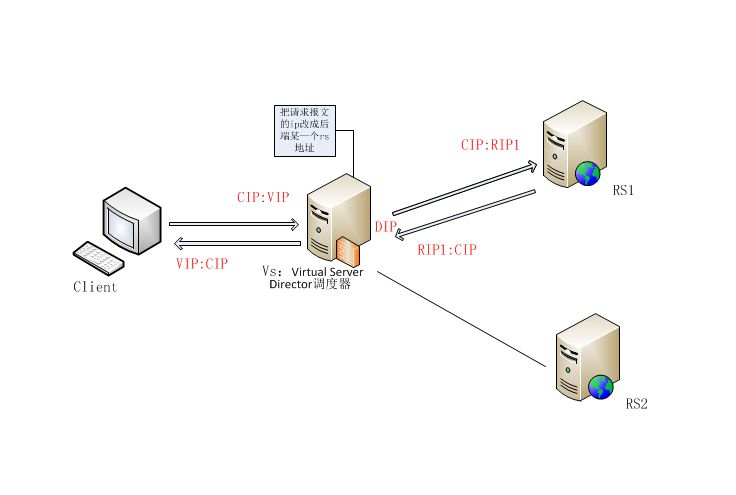 把请求报文
的ip改成后
端某一个rs
地址
CIP:RIP1
CIP:VIP
RS1
DIP
RIP1:CIP
VIP:CIP
Vs：Virtual Server
Director调度器
Client
RS2